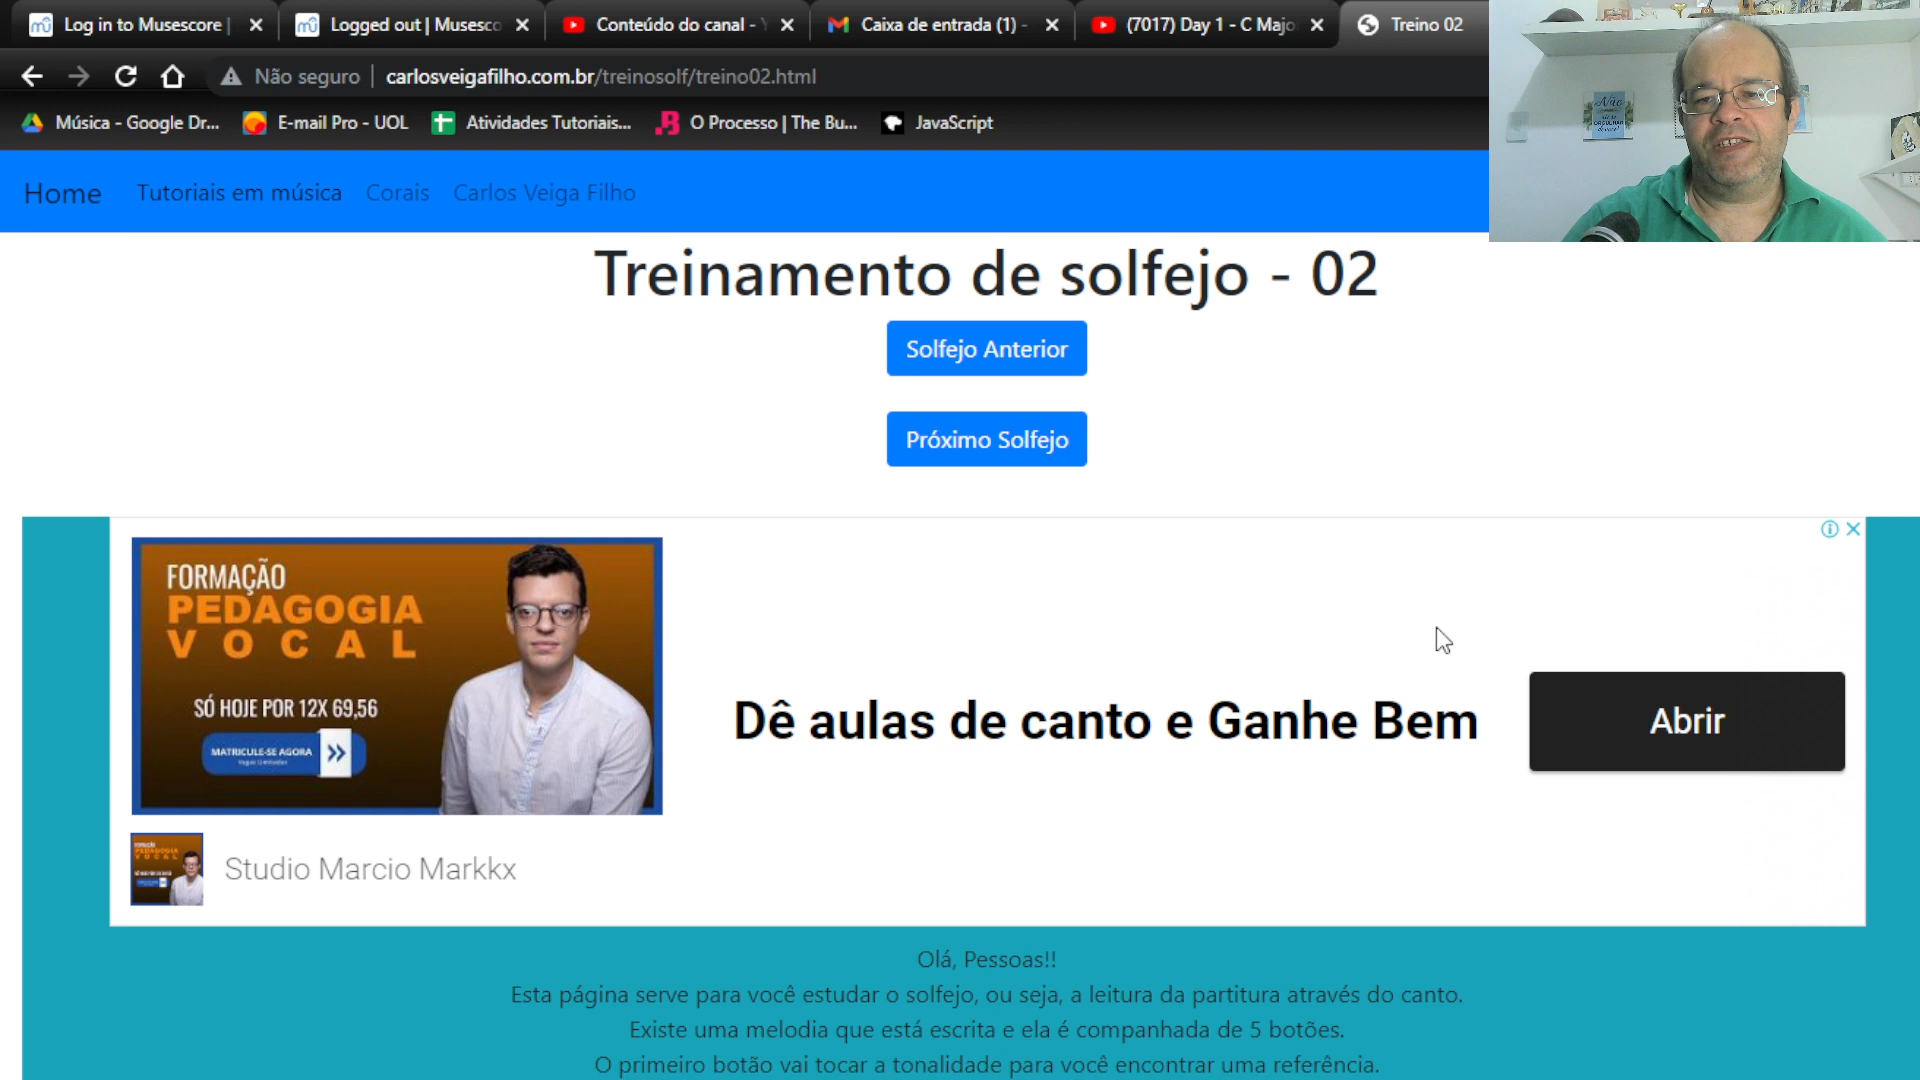 Log in to Musescore |
Logged out | Musesco
Conteúdo do canal - Y
Caixa de entrada (1) -
(7017) Day 1 - C Majo
Treino 02
Não seguro | carlosveigafilho.com.br/treinosolf/treino02.html
Música - Google Dr...
E-mail Pro - UOL
Atividades Tutoriais...
O Processo | The Bu...
JavaScript
Home
Tutoriais em música
Corais
Carlos Veiga Filho
Treinamento de solfejo - 02
Solfejo Anterior
Próximo Solfejo
FORMAÇÃO
PEDAGOGIA
VOCAL
SÓ HOJE POR 12X 69,56
MATRICULE-SE AGORA
Vagas Limitadas
Dê aulas de canto e Ganhe Bem
Abrir
Studio Marcio Markkx
Olá, Pessoas!!
Esta página serve para você estudar o solfejo, ou seja, a leitura da partitura através do canto.
Existe uma melodia que está escrita e ela é companhada de 5 botões.
O primeiro botão vai tocar a tonalidade para você encontrar uma referência.